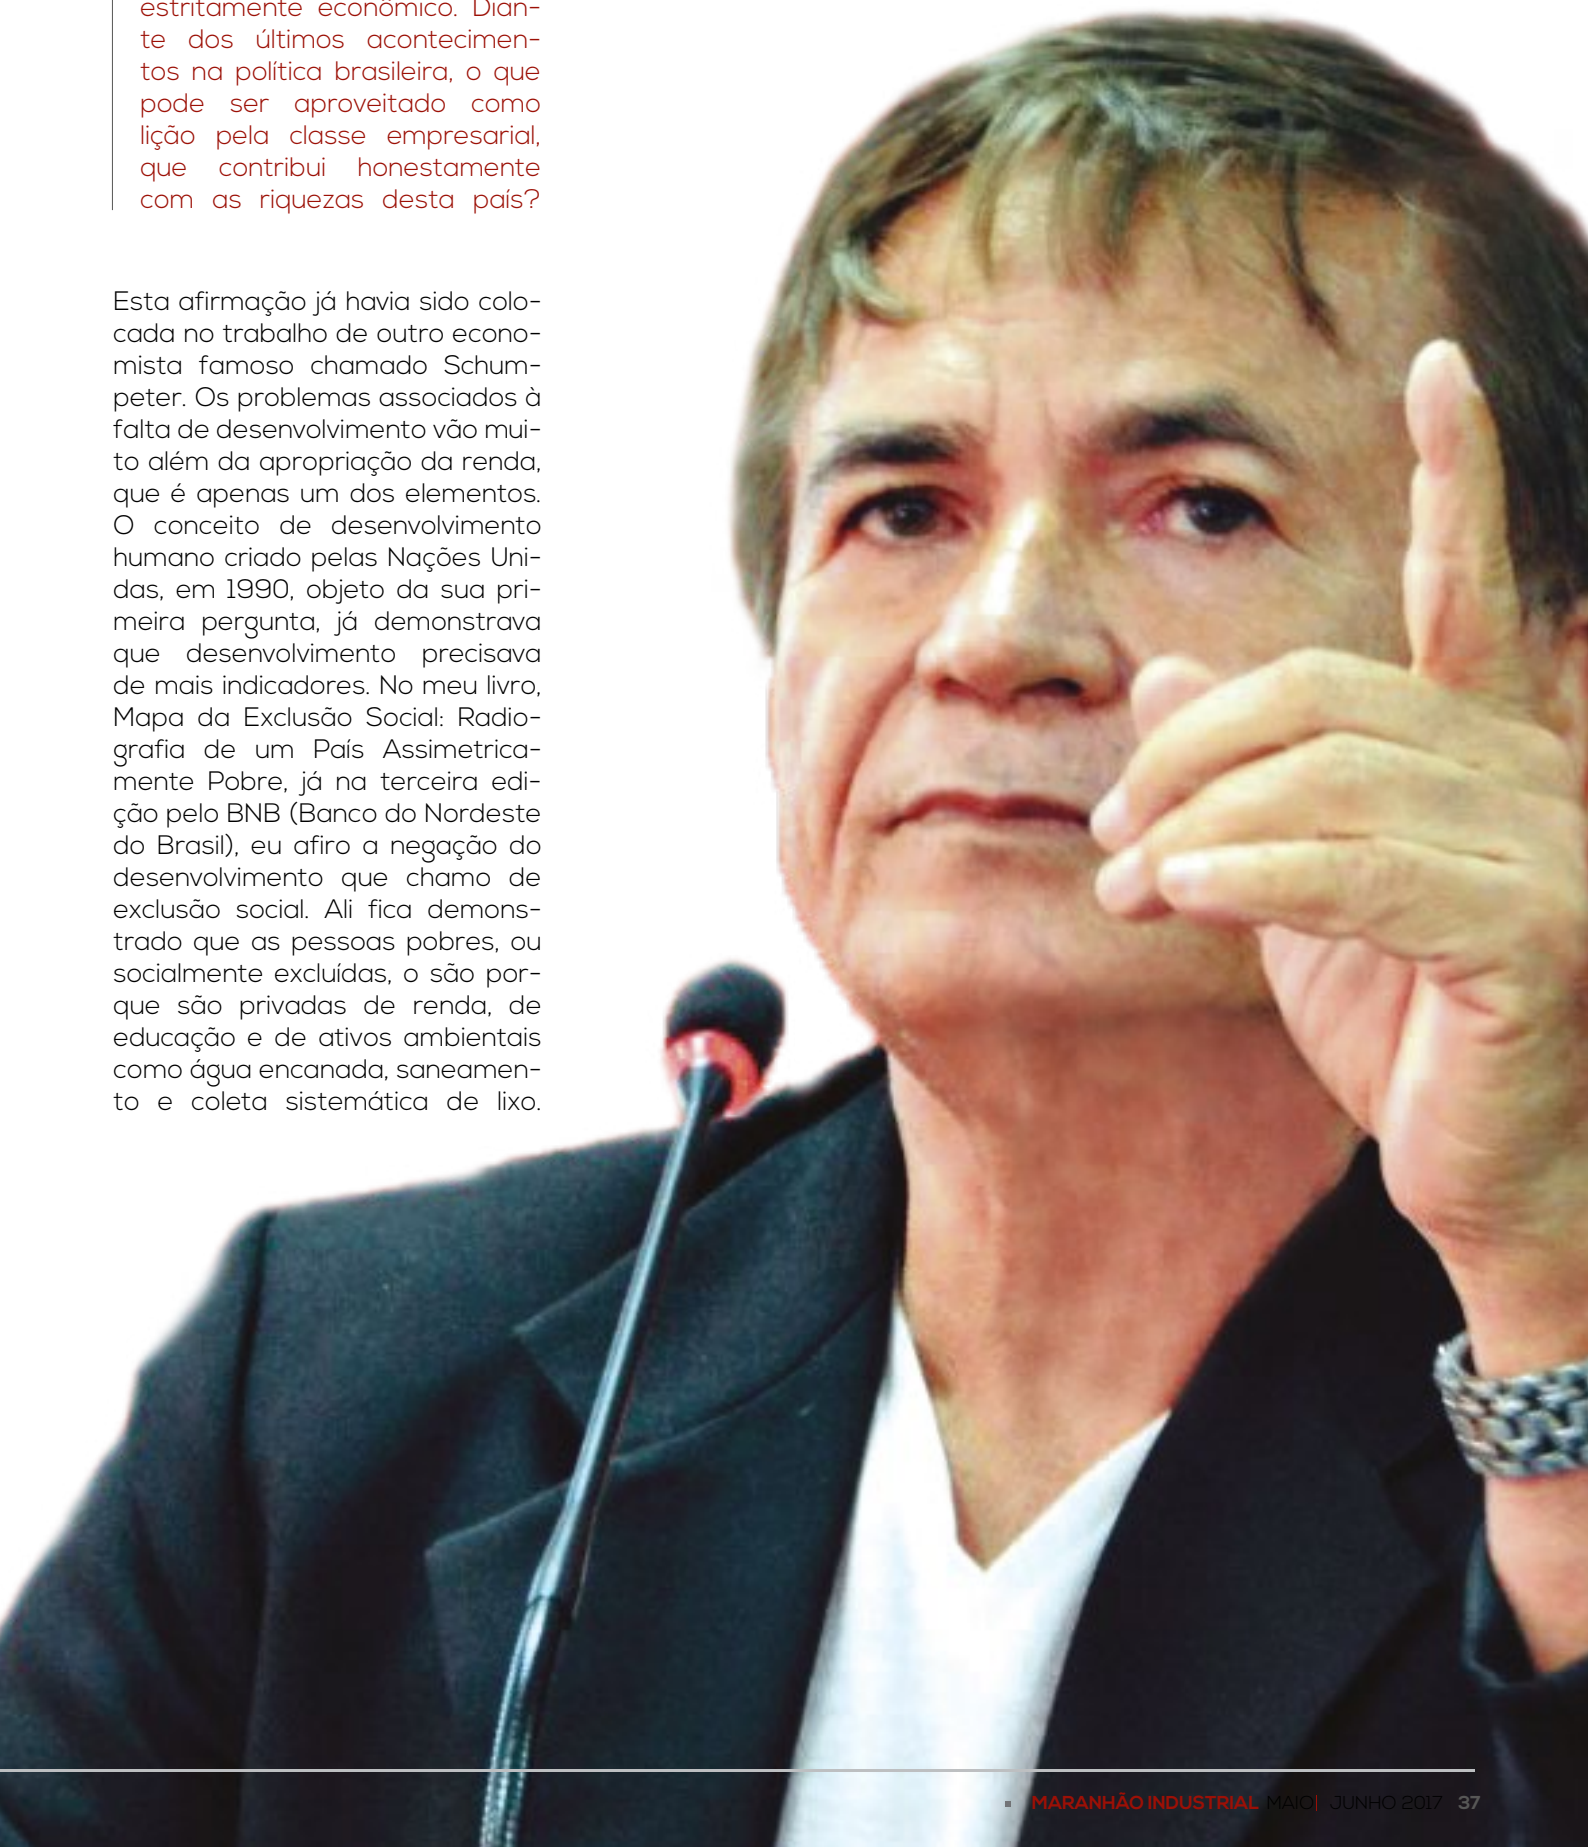 estritamente econômico. Dian-
te dos últimos acontecimen-
tos na política brasileira, o que
pode ser aproveitado como
lição pela classe empresarial,
que contribui honestamente
com as riquezas desta país?
Esta afirmação já havia sido colo-
cada no trabalho de outro econo-
mista famoso chamado Schum-
peter. Os problemas associados à
falta de desenvolvimento vão mui-
to além da apropriação da renda,
que é apenas um dos elementos.
O conceito de desenvolvimento
humano criado pelas Nações Uni-
das, em 1990, objeto da sua pri-
meira pergunta, já demonstrava
que desenvolvimento precisava
de mais indicadores. No meu livro,
Mapa da Exclusão Social: Radio-
grafia de um País Assimetrica-
mente Pobre, já na terceira edi-
ção pelo BNB (Banco do Nordeste
do Brasil), eu afiro a negação do
desenvolvimento que chamo de
exclusão social. Ali fica demons-
trado que as pessoas pobres, ou
socialmente excluídas, o são por-
que são privadas de renda, de
educação e de ativos ambientais
como água encanada, saneamen-
to e coleta sistemática de lixo.
MARANHÃO INDUSTRIAL MAIO| JUNHO 2017 37